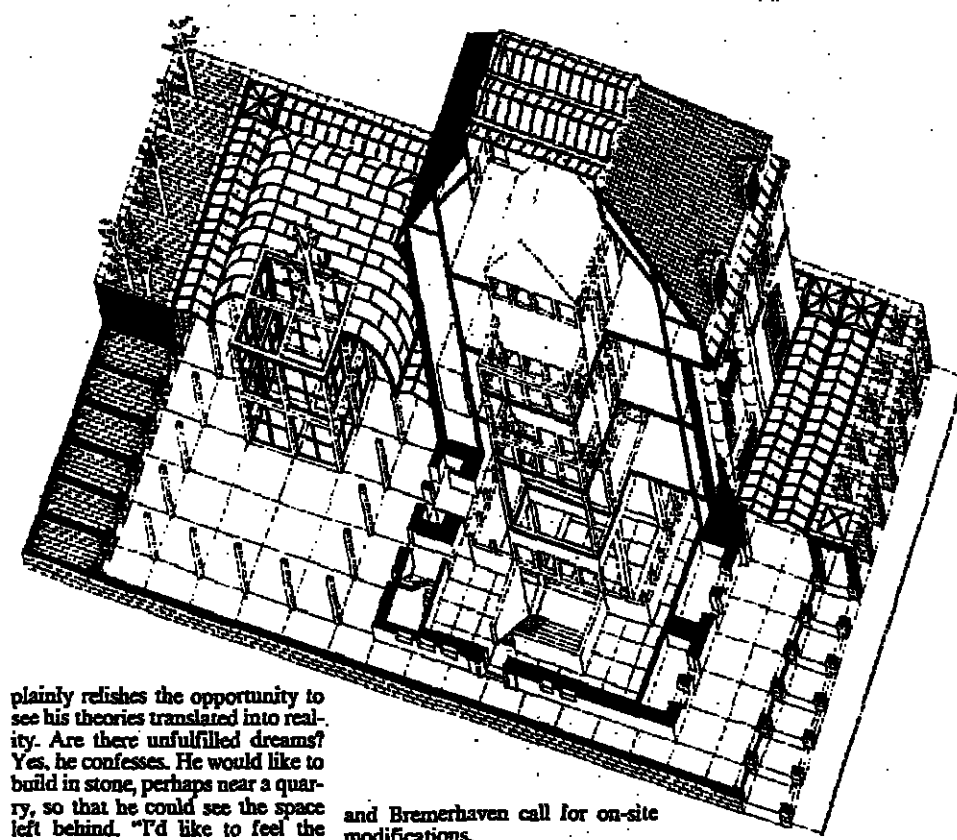 plainly relishes the opportunity to
see his theories translated into real-
ity. Are there unfulfilled dreams?
Yes, he confesses. He would like to
build in stone, perhaps near a quar-
ry, so that he could see the space
left behind. "I'd like to feel the
and Bremerhaven call for on-site
modifications.